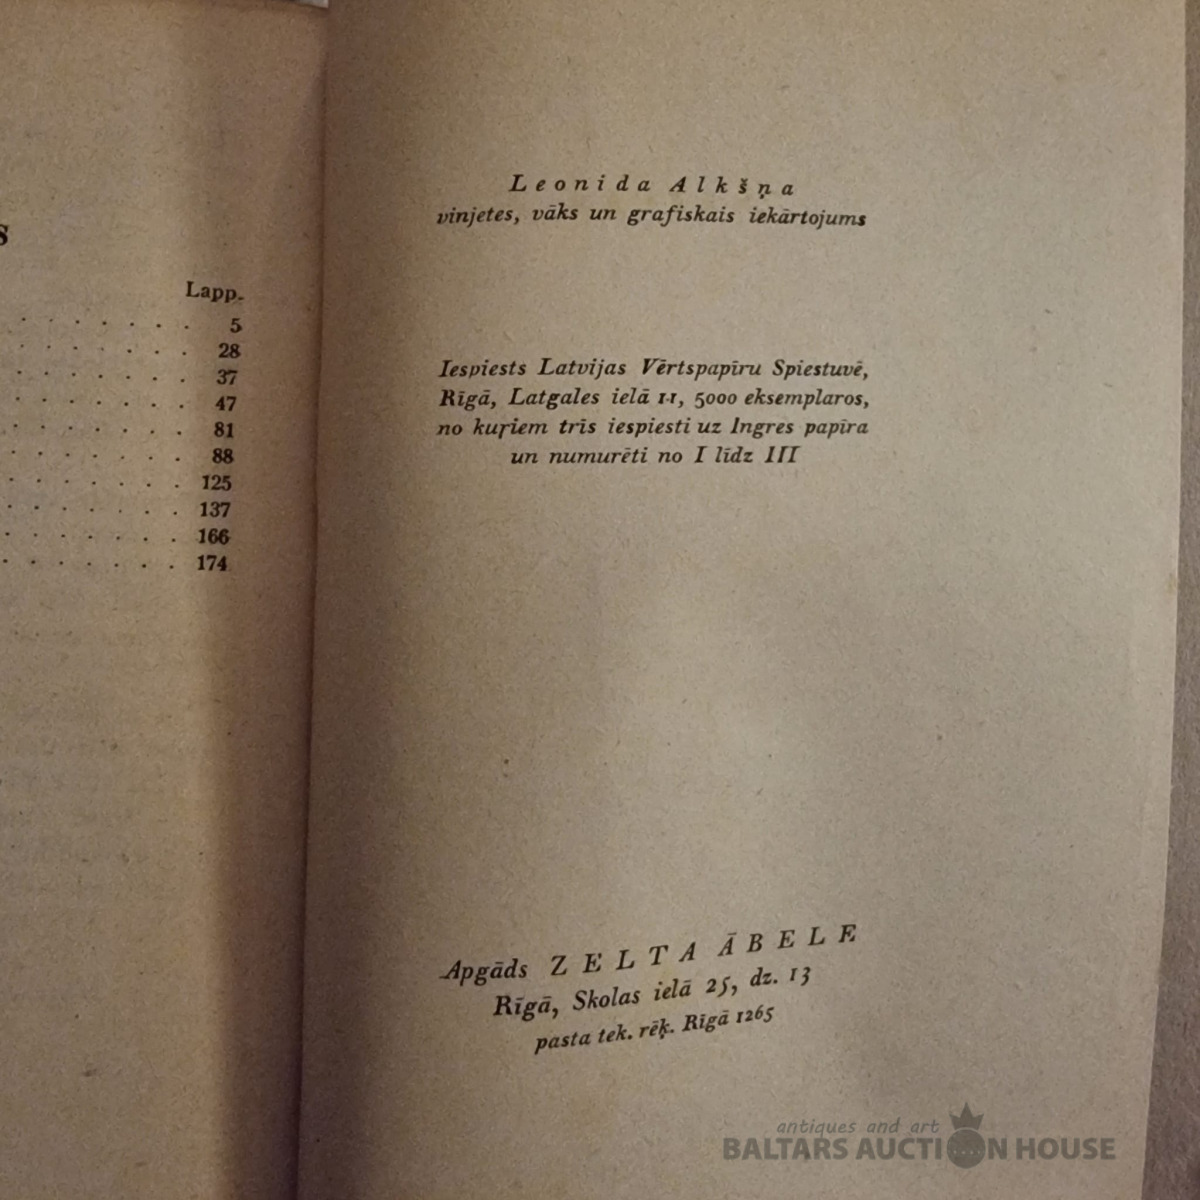 s
Lapp.
. . . . . . . 5
. . . . . . . 28
. . . . . . . 37
. . . . . . . 47
. . . . . . . 81
. . . . . . . 88
. . . . . . . 125
. . . . . . . 137
. . . . . . . 166
. . . . . . . 174
Leonida Alkšņa
vinjetes, vāks un grafiskais iekārtojums
Iespiests Latvijas Vērtspapīru Spiestuvē,
Rīgā, Latgales ielā 11, 5000 eksemplaros,
no kuŗiem trīs iespiesti uz Ingres papīra
un numurēti no I līdz III
Apgāds ZELTA ĀBELE
Rīgā, Skolas ielā 25, dz. 13
pasta tek. rēķ. Rīgā 1265
antiques and art
BALTARS AUCTION HOUSE